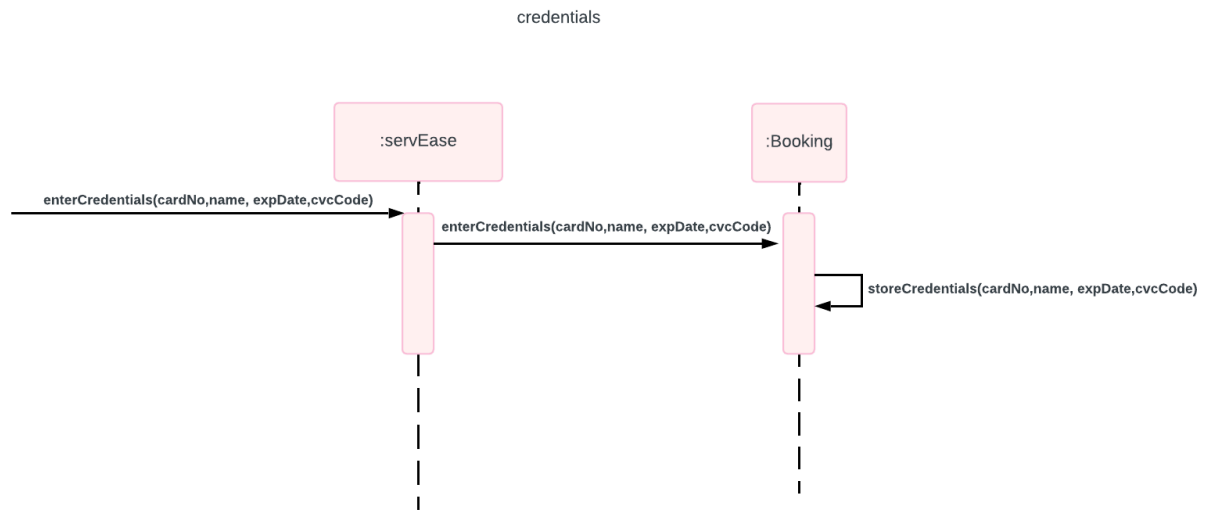 credentials
:servEase
:Booking
enterCredentials(cardNo,name, expDate,cvcCode)
enterCredentials(cardNo,name, expDate,cvcCode)
storeCredentials(cardNo,name, expDate,cvcCode)